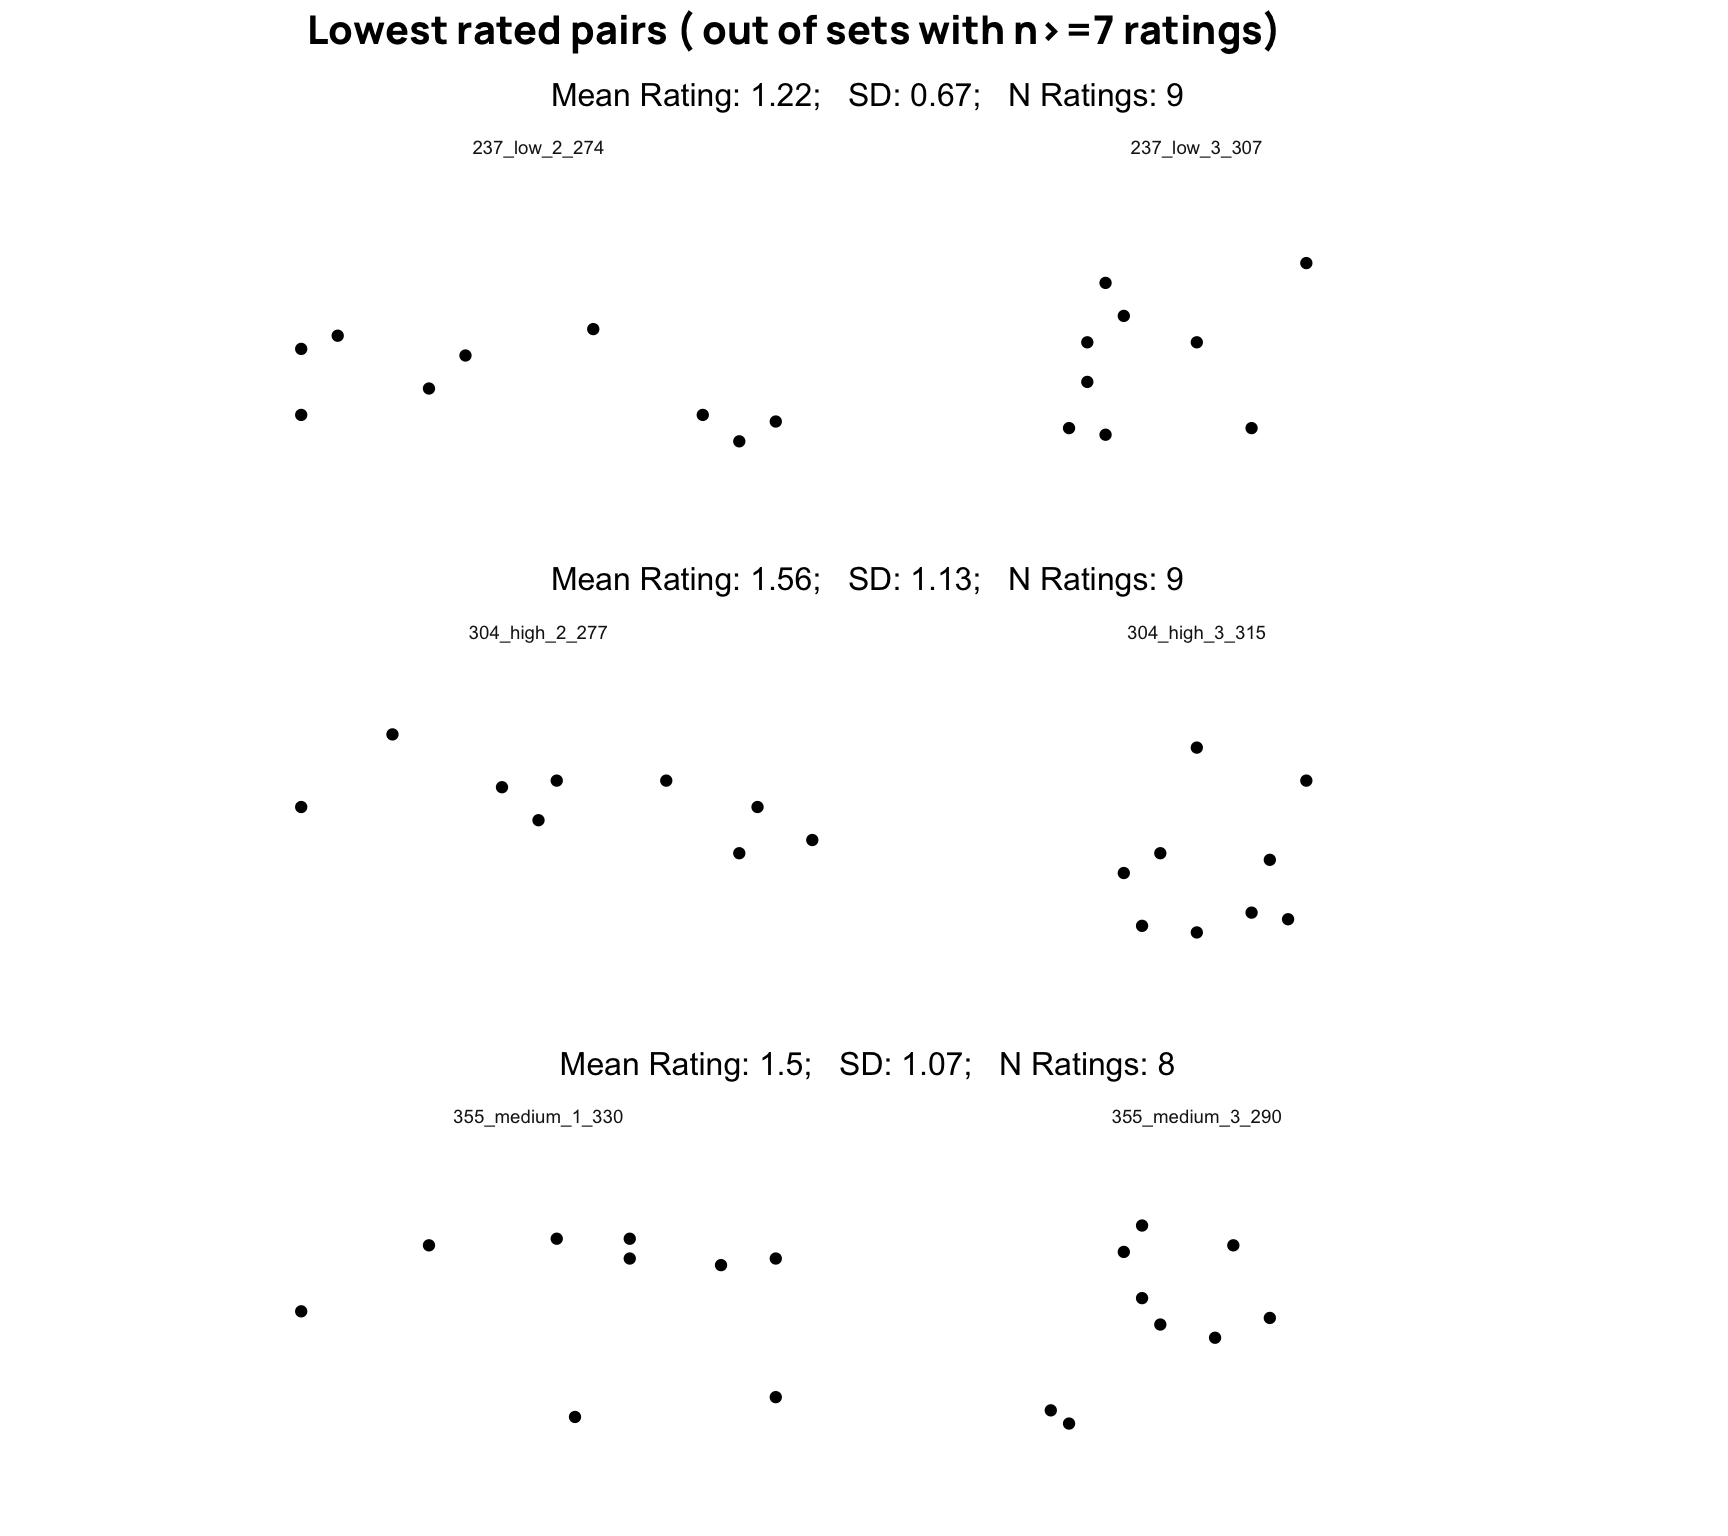 Lowest rated pairs ( out of sets with n>=7 ratings)
Mean Rating: 1.22;   SD: 0.67;   N Ratings: 9
237_low_2_274
237_low_3_307
Mean Rating: 1.56;   SD: 1.13;   N Ratings: 9
304_high_2_277
304_high_3_315
Mean Rating: 1.5;   SD: 1.07;   N Ratings: 8
355_medium_1_330
355_medium_3_290